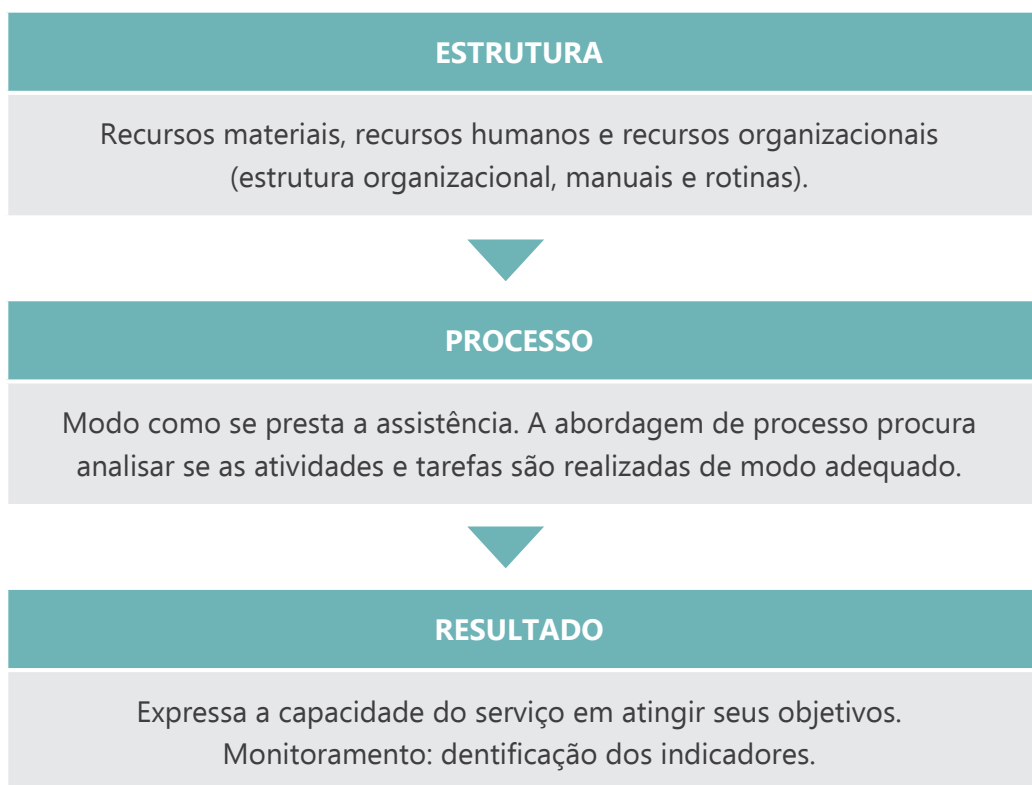 ESTRUTURA
Recursos materiais, recursos humanos e recursos organizacionais
(estrutura organizacional, manuais e rotinas).
PROCESSO
Modo como se presta a assistência. A abordagem de processo procura
analisar se as atividades e tarefas são realizadas de modo adequado.
RESULTADO
Expressa a capacidade do serviço em atingir seus objetivos.
Monitoramento: dentificação dos indicadores.